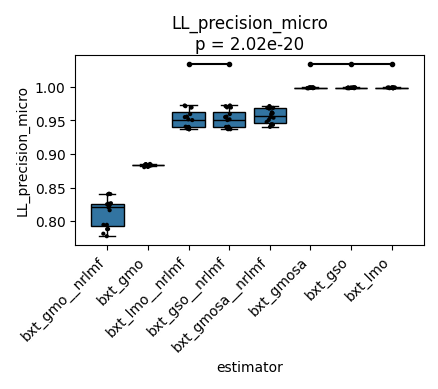 LL_precision_micro
p = 2.02e-20
LL_precision_micro
1.00
0.95
0.90
0.85
0.80
bxt_gmo__nrlmf
bxt_gmo
bxt_lmo__nrlmf
bxt_gso__nrlmf
bxt_gmosa__nrlmf
bxt_gmosa
bxt_gso
bxt_lmo
estimator